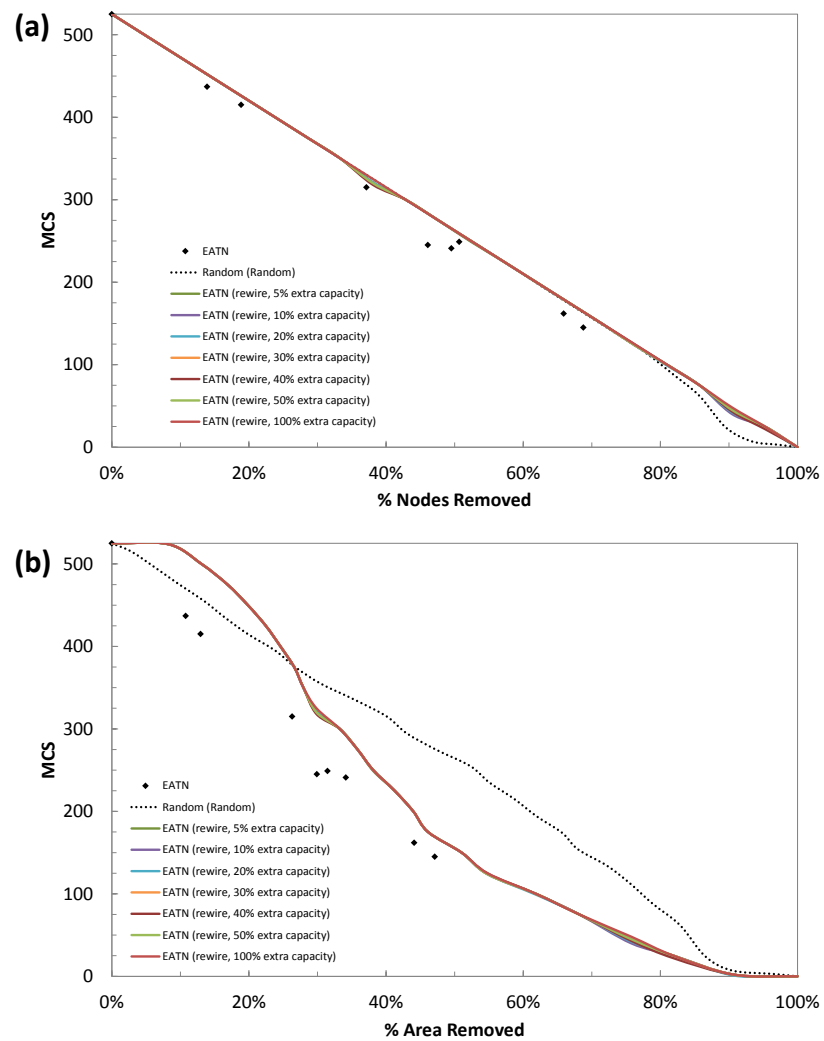 (a)
500
400
300
200
100
0
MCS
EATN
Random (Random)
EATN (rewire, 5% extra capacity)
EATN (rewire, 10% extra capacity)
EATN (rewire, 20% extra capacity)
EATN (rewire, 30% extra capacity)
EATN (rewire, 40% extra capacity)
EATN (rewire, 50% extra capacity)
EATN (rewire, 100% extra capacity)
0% 20% 40% 60% 80% 100%
% Nodes Removed
(b)
500
400
300
200
100
0
MCS
EATN
Random (Random)
EATN (rewire, 5% extra capacity)
EATN (rewire, 10% extra capacity)
EATN (rewire, 20% extra capacity)
EATN (rewire, 30% extra capacity)
EATN (rewire, 40% extra capacity)
EATN (rewire, 50% extra capacity)
EATN (rewire, 100% extra capacity)
0% 20% 40% 60% 80% 100%
% Area Removed